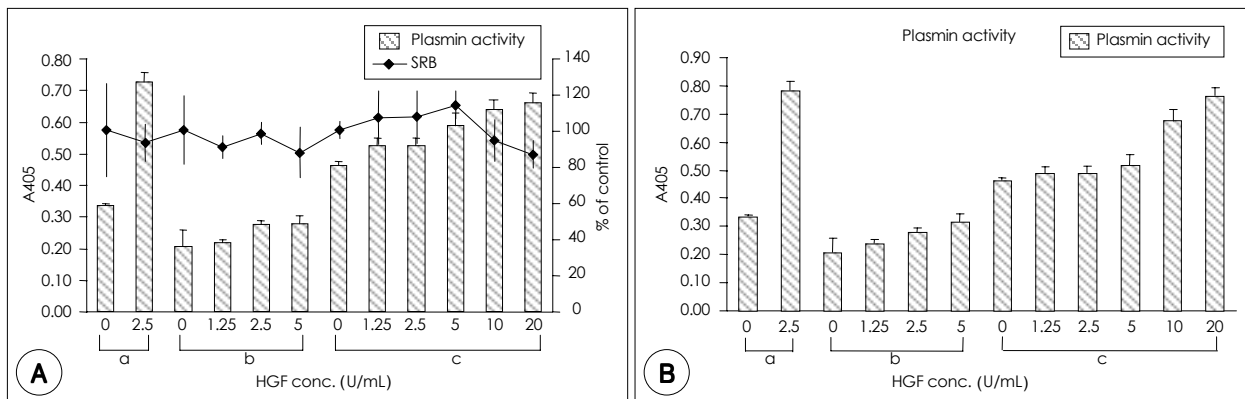 Plasmin activity
SRB
0.80
0.70
0.60
0.50
0.40
0.30
0.20
0.10
0.00
A405
140
120
100
80
60
40
20
0
% of control
0 2.5 0 1.25 2.5 5 0 1.25 2.5 5 10 20
a b c
HGF conc. (U/mL)
A
Plasmin activity
Plasmin activity
0.90
0.80
0.70
0.60
0.50
0.40
0.30
0.20
0.10
0.00
A405
0 2.5 0 1.25 2.5 5 0 1.25 2.5 5 10 20
a b c
HGF conc. (U/mL)
B